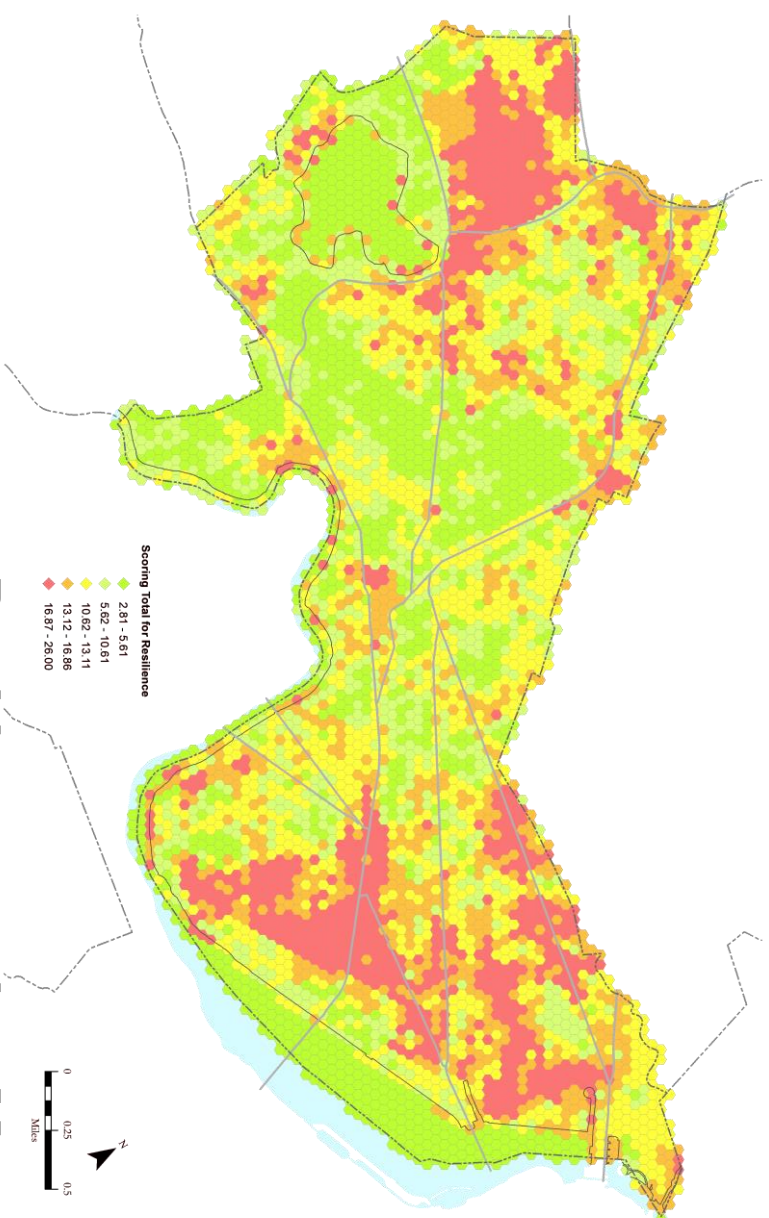 Scoring Total for Resilience
2.81 - 5.61
5.62 - 10.61
10.62 - 13.11
13.12 - 16.86
16.87 - 26.00
N
0 0.25 0.5
Miles